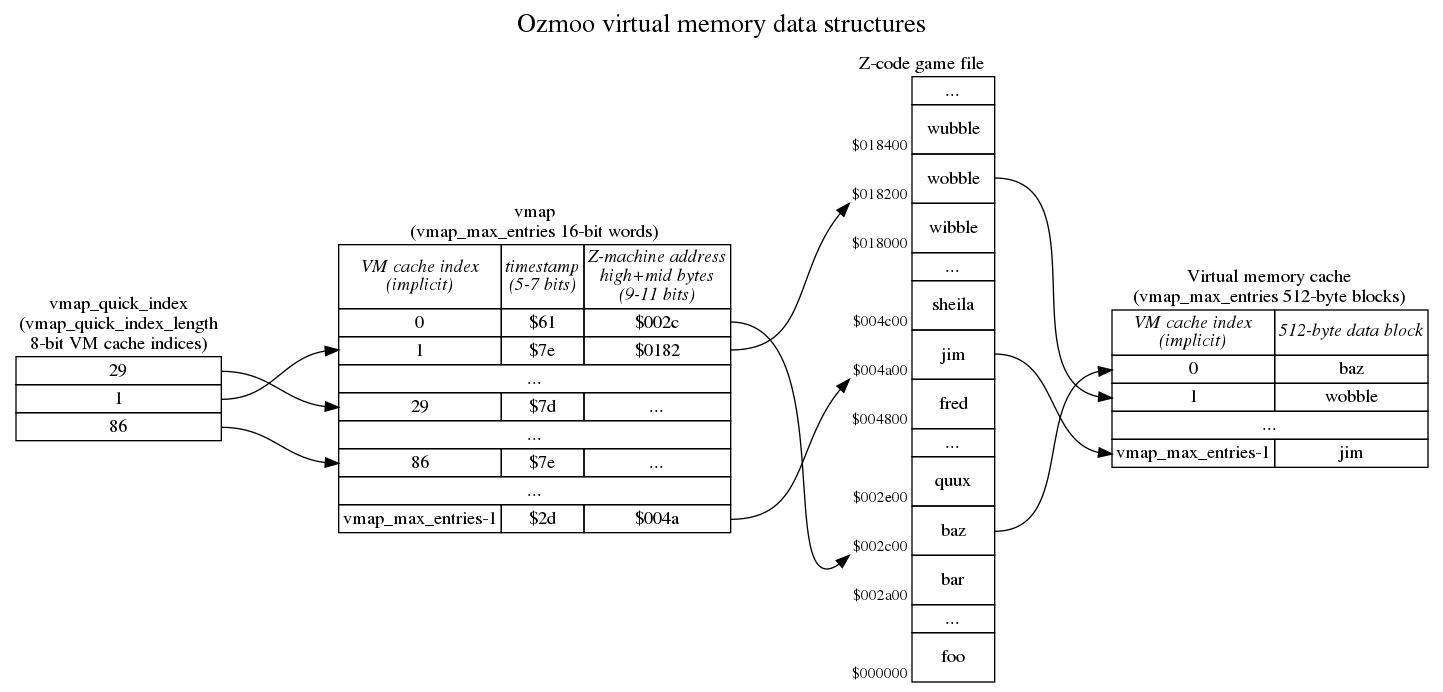 Ozmoo virtual memory data structures
vmap_quick_index
(vmap_quick_index_length
8-bit VM cache indices)
29
1
86
vmap
(vmap_max_entries 16-bit words)
VM cache index
(implicit)
timestamp
(5-7 bits)
Z-machine address
high+mid bytes
(9-11 bits)
0 $61 $002c
1 $7e $0182
...
29 $7d ...
...
86 $7e ...
...
vmap_max_entries-1 $2d $004a
Z-code game file
...
wubble
$018400
wobble
$018200
wibble
$018000
...
sheila
$004c00
jim
$004a00
fred
$004800
...
quux
$002e00
baz
$002c00
bar
$002a00
...
foo
$000000
Virtual memory cache
(vmap_max_entries 512-byte blocks)
VM cache index
(implicit)
512-byte data block
0 baz
1 wobble
...
vmap_max_entries-1 jim